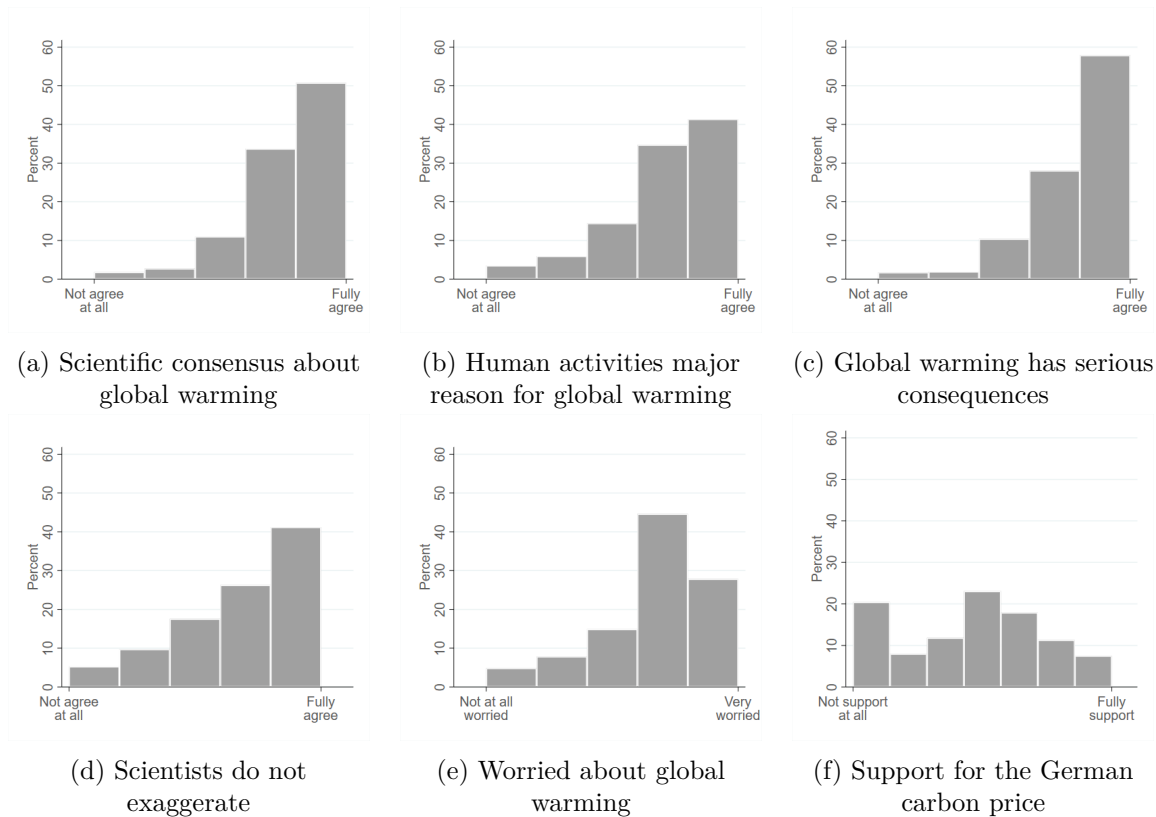 60
50
40
30
20
10
0
Percent
Not agree
at all
Fully
agree
(a) Scientific consensus about
global warming
60
50
40
30
20
10
0
Percent
Not agree
at all
Fully
agree
(b) Human activities major
reason for global warming
60
50
40
30
20
10
0
Percent
Not agree
at all
Fully
agree
(c) Global warming has serious
consequences
60
50
40
30
20
10
0
Percent
Not agree
at all
Fully
agree
(d) Scientists do not
exaggerate
60
50
40
30
20
10
0
Percent
Not at all
worried
Very
worried
(e) Worried about global
warming
60
50
40
30
20
10
0
Percent
Not support
at all
Fully
support
(f) Support for the German
carbon price